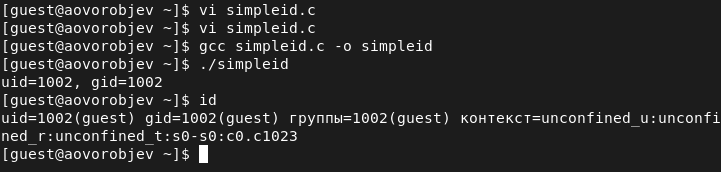 [guest@aovorobjev ~]$ vi simpleid.c
[guest@aovorobjev ~]$ vi simpleid.c
[guest@aovorobjev ~]$ gcc simpleid.c -o simpleid
[guest@aovorobjev ~]$ ./simpleid
uid=1002, gid=1002
[guest@aovorobjev ~]$ id
uid=1002(guest) gid=1002(guest) группы=1002(guest) контекст=unconfined_u:unconfi
ned_r:unconfined_t:s0-s0:c0.c1023
[guest@aovorobjev ~]$